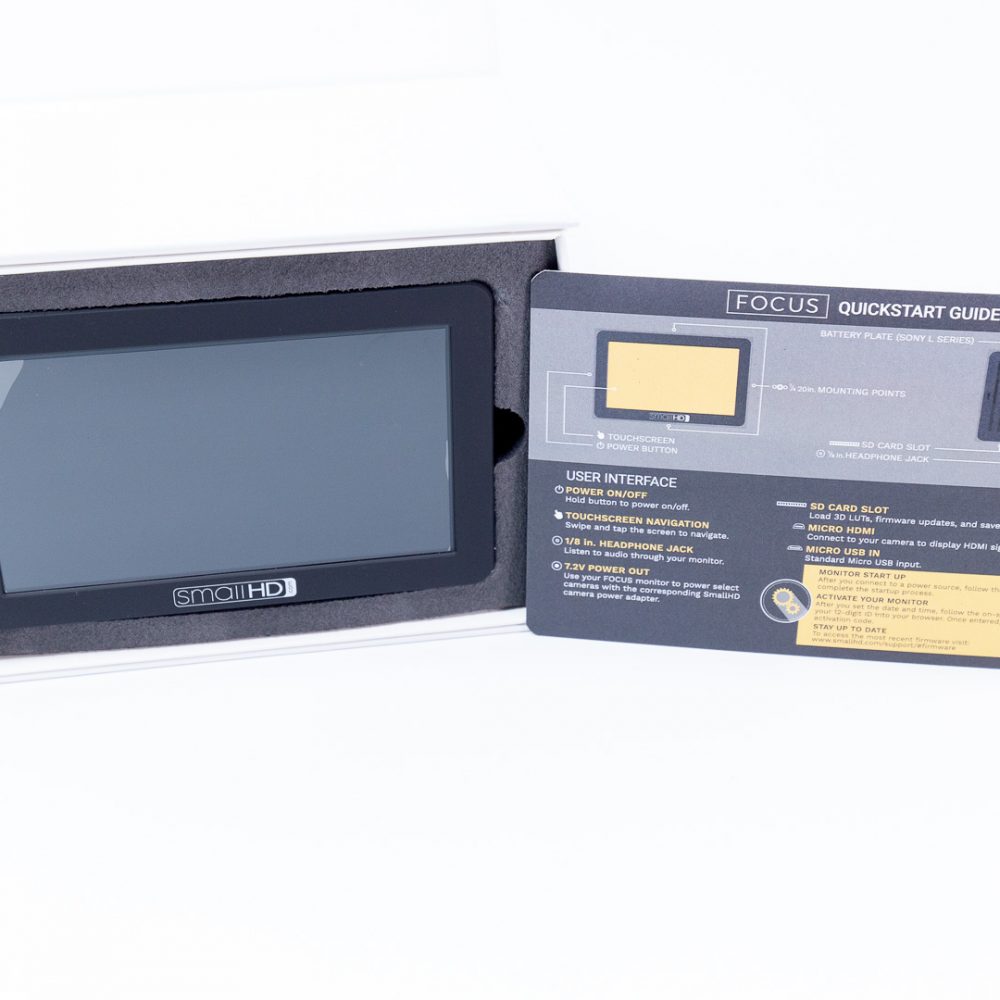 smallHD
FOCUS QUICKSTART GUIDE
BATTERY PLATE (SONY L SERIES)
1/4 20in. MOUNTING POINTS
smallHD
TOUCHSCREEN
POWER BUTTON
SD CARD SLOT
1/8 in. HEADPHONE JACK
USER INTERFACE
POWER ON/OFF
Hold button to power on/off.
TOUCHSCREEN NAVIGATION
Swipe and tap the screen to navigate.
1/8 in. HEADPHONE JACK
Listen to audio through your monitor.
7.2V POWER OUT
Use your FOCUS monitor to power select
cameras with the corresponding SmallHD
camera power adapter.
SD CARD SLOT
Load 3D LUTs, firmware updates, and save
MICRO HDMI
Connect to your camera to display HDMI sig
MICRO USB IN
Standard Micro USB input.
MONITOR START UP
After you connect to a power source, follow the
complete the startup process.
ACTIVATE YOUR MONITOR
After you set the date and time, follow the on-
your 12-digit ID into your browser. Once entered,
activation code.
STAY UP TO DATE
To access the most recent firmware visit:
www.smallhd.com/support/#firmware